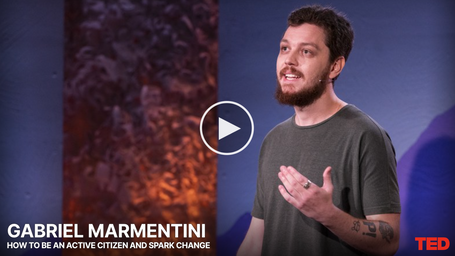 GABRIEL MARMENTINI
HOW TO BE AN ACTIVE CITIZEN AND SPARK CHANGE
TED